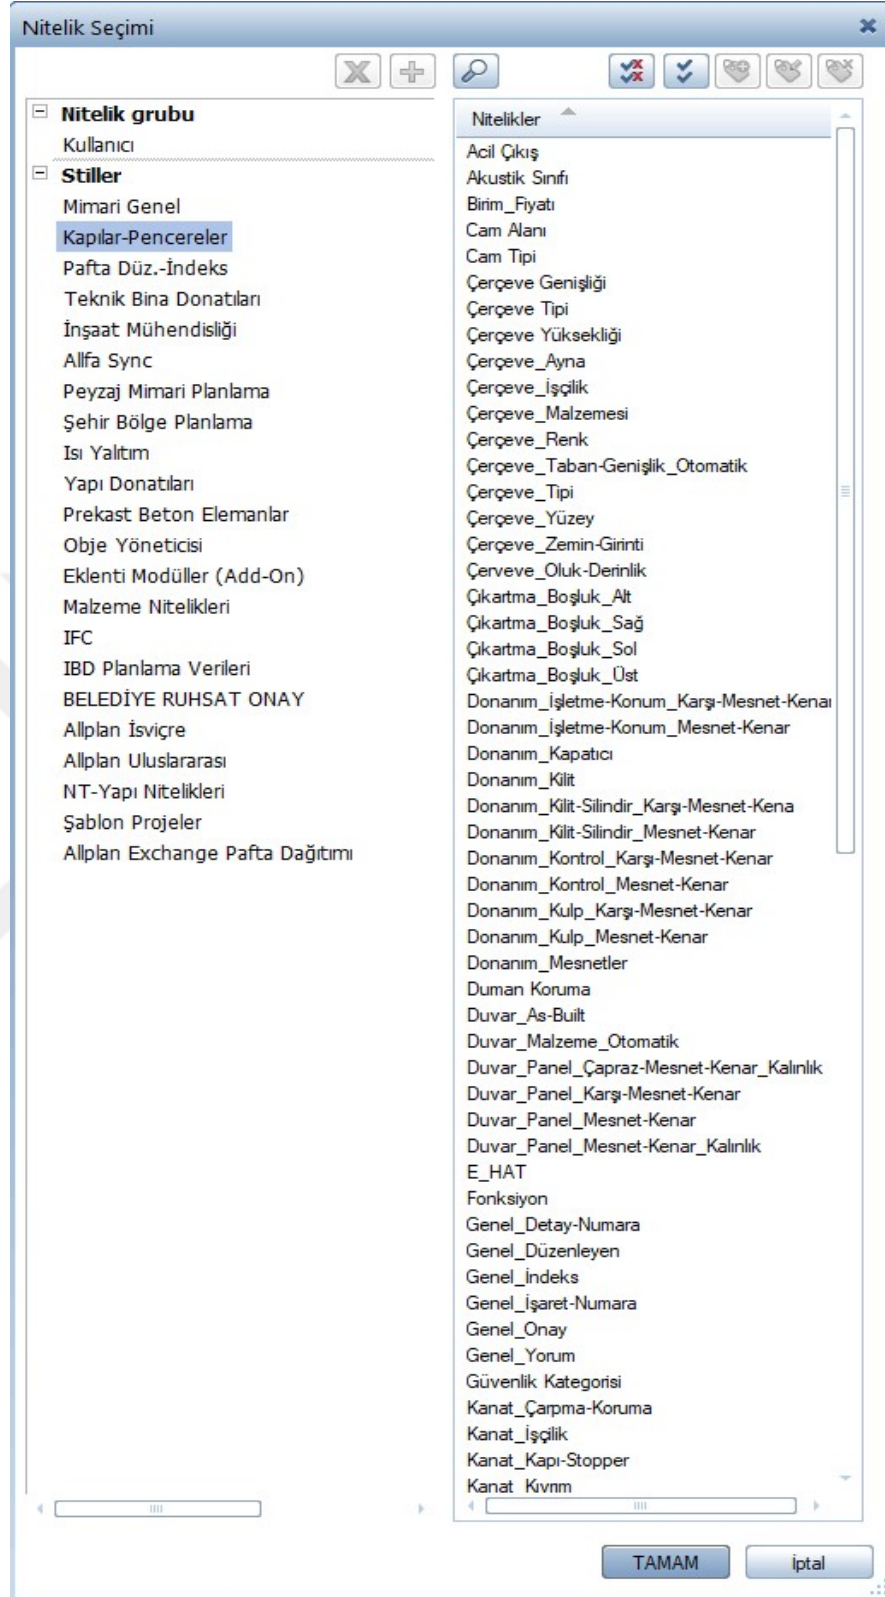 Nitelik Seçimi
Nitelik grubu
Kullanıcı
Stiller
Mimari Genel
Kapılar-Pencereler
Pafta Düz.-İndeks
Teknik Bina Donatıları
İnşaat Mühendisliği
Allfa Sync
Peyzaj Mimari Planlama
Şehir Bölge Planlama
Isı Yalıtım
Yapı Donatıları
Prekast Beton Elemanlar
Obje Yöneticisi
Eklenti Modüller (Add-On)
Malzeme Nitelikleri
IFC
IBD Planlama Verileri
BELEDİYE RUHSAT ONAY
Allplan İsviçre
Allplan Uluslararası
NT-Yapı Nitelikleri
Şablon Projeler
Allplan Exchange Pafta Dağıtımı
Nitelikler
Acil Çıkış
Akustik Sınıfı
Birim_Fiyatı
Cam Alanı
Cam Tipi
Çerçeve Genişliği
Çerçeve Tipi
Çerçeve Yüksekliği
Çerçeve_Ayna
Çerçeve_İşçilik
Çerçeve_Malzemesi
Çerçeve_Renk
Çerçeve_Taban-Genişlik_Otomatik
Çerçeve_Tipi
Çerçeve_Yüzey
Çerçeve_Zemin-Girinti
Çerveve_Oluk-Derinlik
Çıkartma_Boşluk_Alt
Çıkartma_Boşluk_Sağ
Çıkartma_Boşluk_Sol
Çıkartma_Boşluk_Üst
Donanım_İşletme-Konum_Karşı-Mesnet-Kenar
Donanım_İşletme-Konum_Mesnet-Kenar
Donanım_Kapatıcı
Donanım_Kilit
Donanım_Kilit-Silindir_Karşı-Mesnet-Kena
Donanım_Kilit-Silindir_Mesnet-Kenar
Donanım_Kontrol_Karşı-Mesnet-Kenar
Donanım_Kontrol_Mesnet-Kenar
Donanım_Kulp_Karşı-Mesnet-Kenar
Donanım_Kulp_Mesnet-Kenar
Donanım_Mesnetler
Duman Koruma
Duvar_As-Built
Duvar_Malzeme_Otomatik
Duvar_Panel_Çapraz-Mesnet-Kenar_Kalınlık
Duvar_Panel_Karşı-Mesnet-Kenar
Duvar_Panel_Mesnet-Kenar
Duvar_Panel_Mesnet-Kenar_Kalınlık
E_HAT
Fonksiyon
Genel_Detay-Numara
Genel_Düzenleyen
Genel_İndeks
Genel_İşaret-Numara
Genel_Onay
Genel_Yorum
Güvenlik Kategorisi
Kanat_Çarpma-Koruma
Kanat_İşçilik
Kanat_Kapı-Stopper
Kanat_Kıvrım
TAMAM
İptal